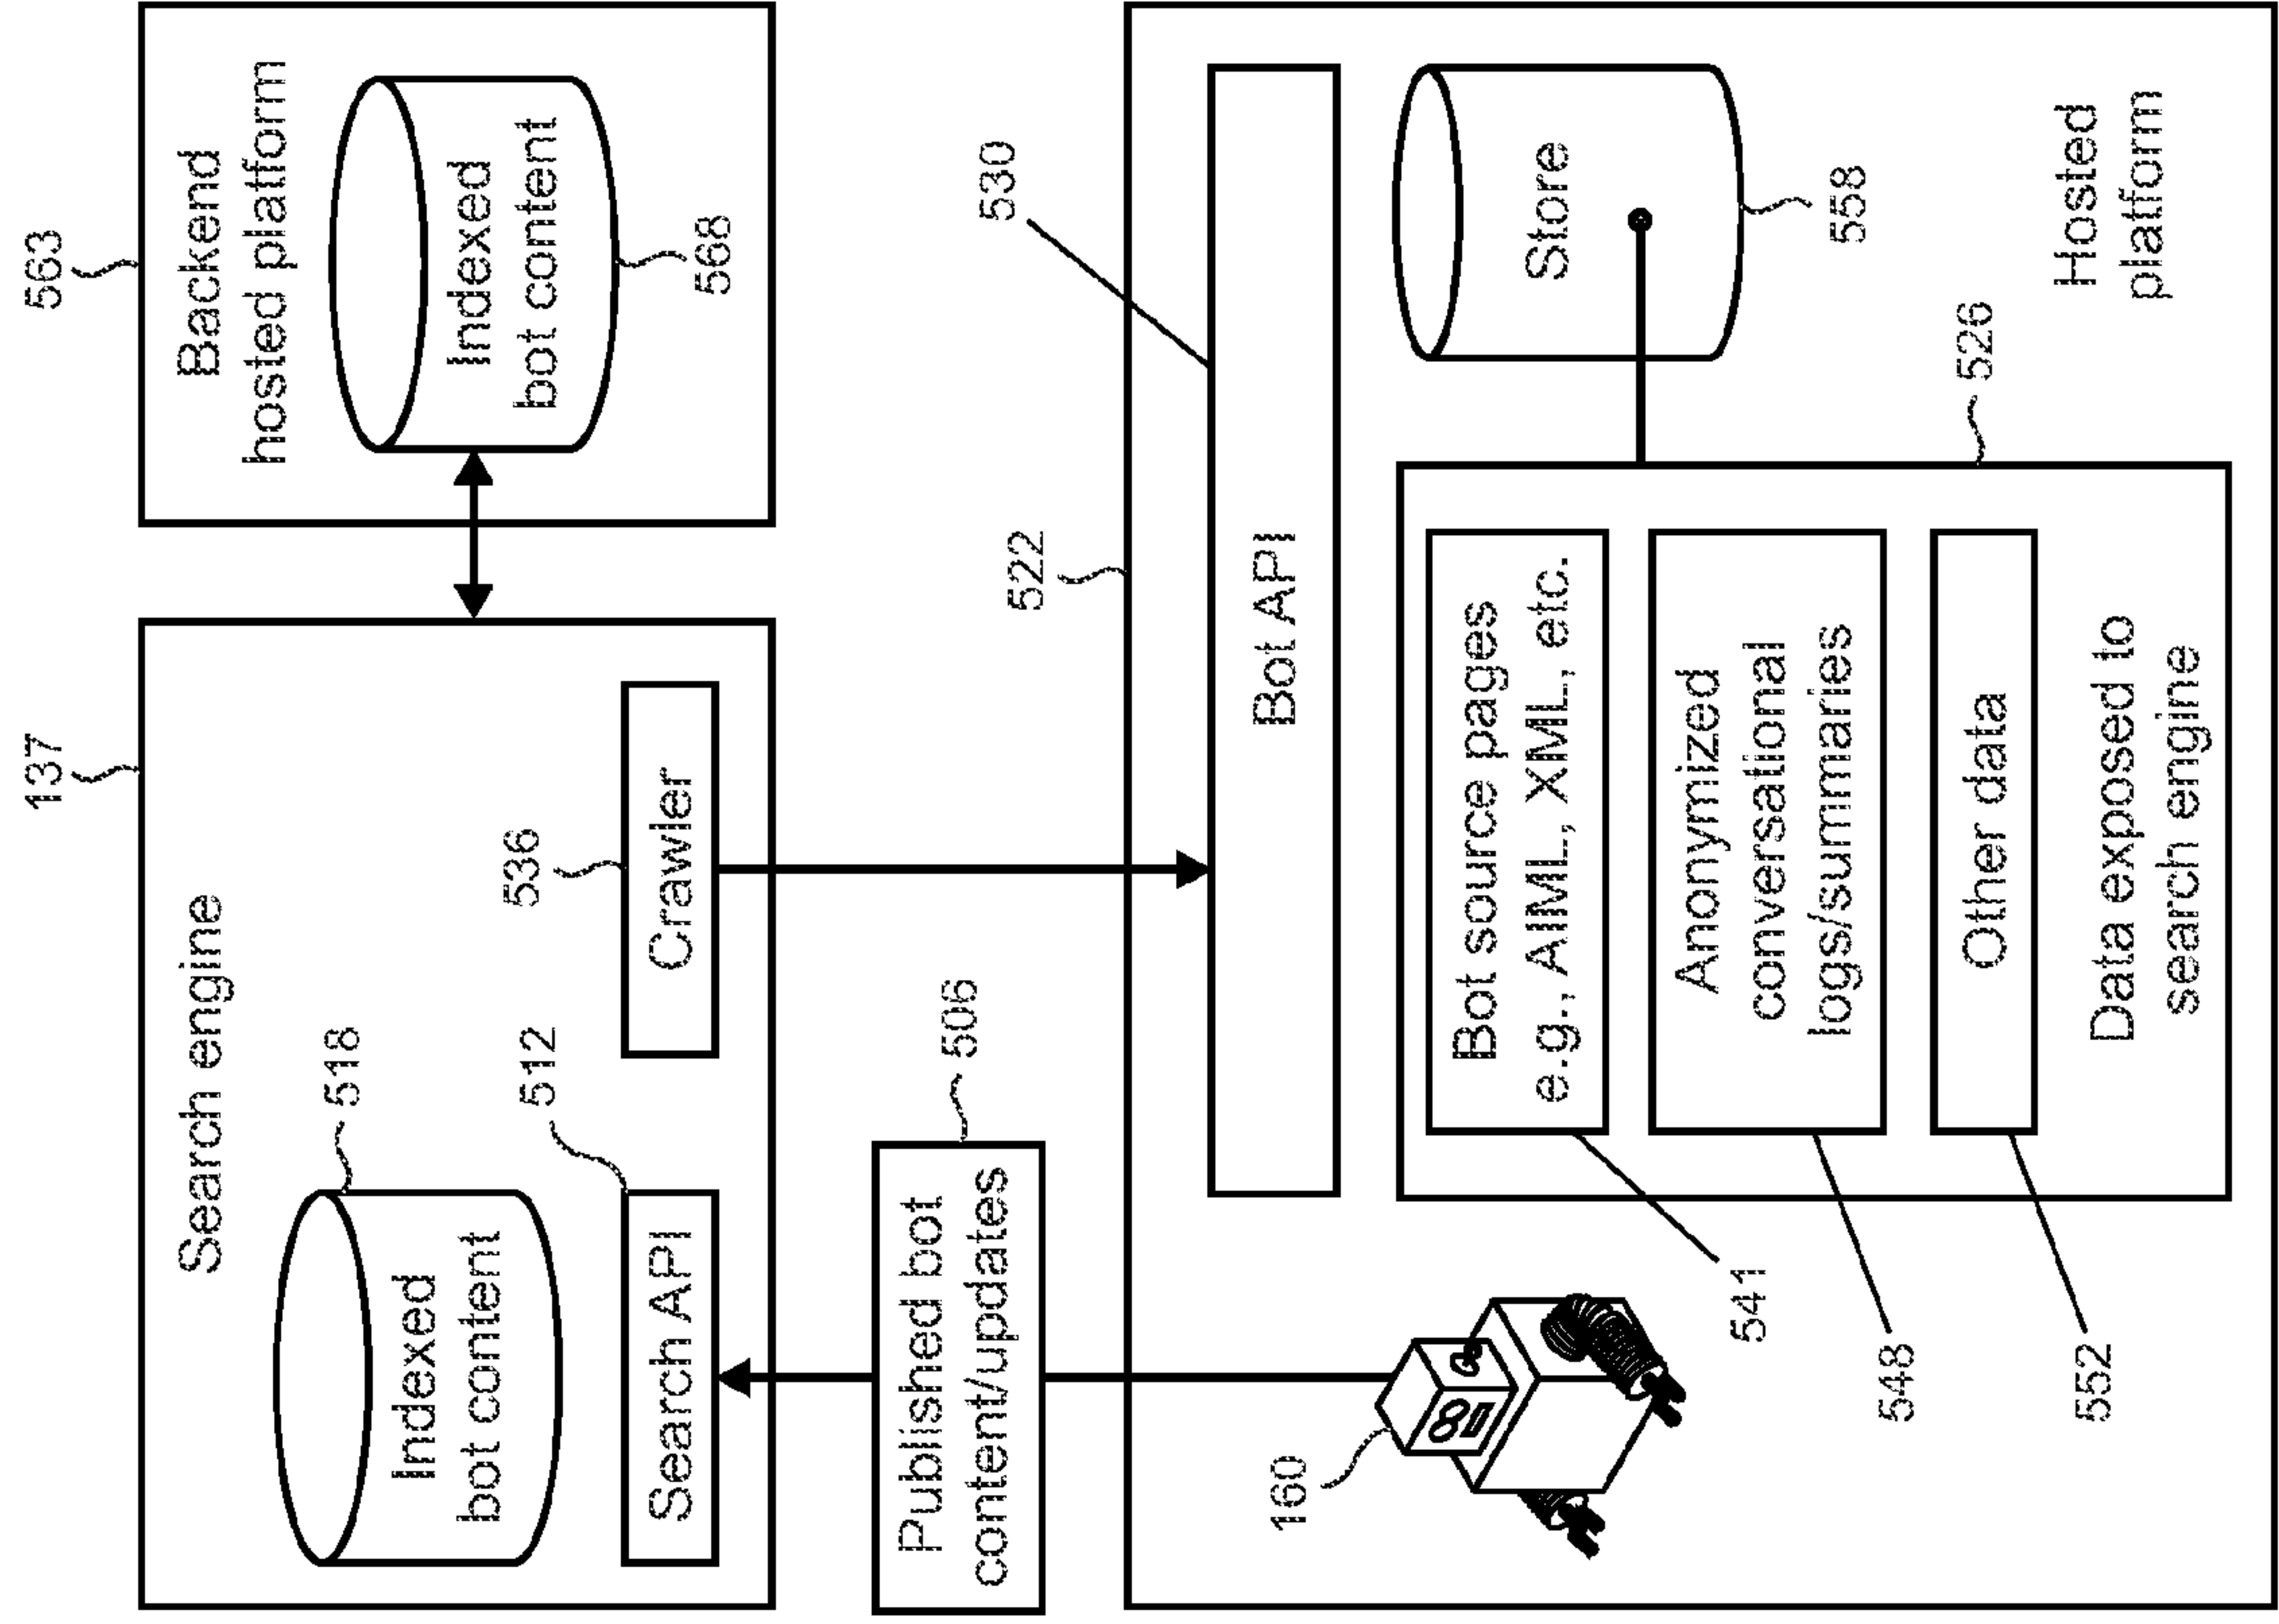 137
563
Search engine
Backend
hosted platform
518
Indexed
bot content
Indexed
bot content
512
536
568
Search API
Crawler
506
Published bot
content/updates
522
530
Bot API
160
Bot source pages
e.g., AIML, XML, etc.
Store
Anonymized
conversational
logs/summaries
541
558
548
Other data
526
552
Data exposed to
search engine
Hosted
platform